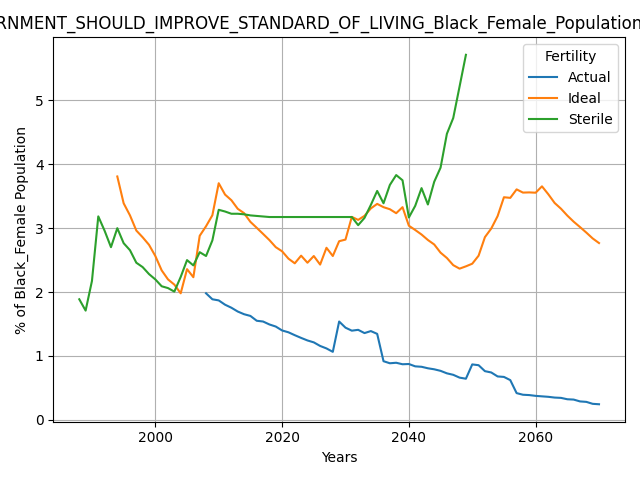 RNMENT_SHOULD_IMPROVE_STANDARD_OF_LIVING_Black_Female_Population
Fertility
Actual
Ideal
Sterile
% of Black_Female Population
5
4
3
2
1
0
2000 2020 2040 2060
Years